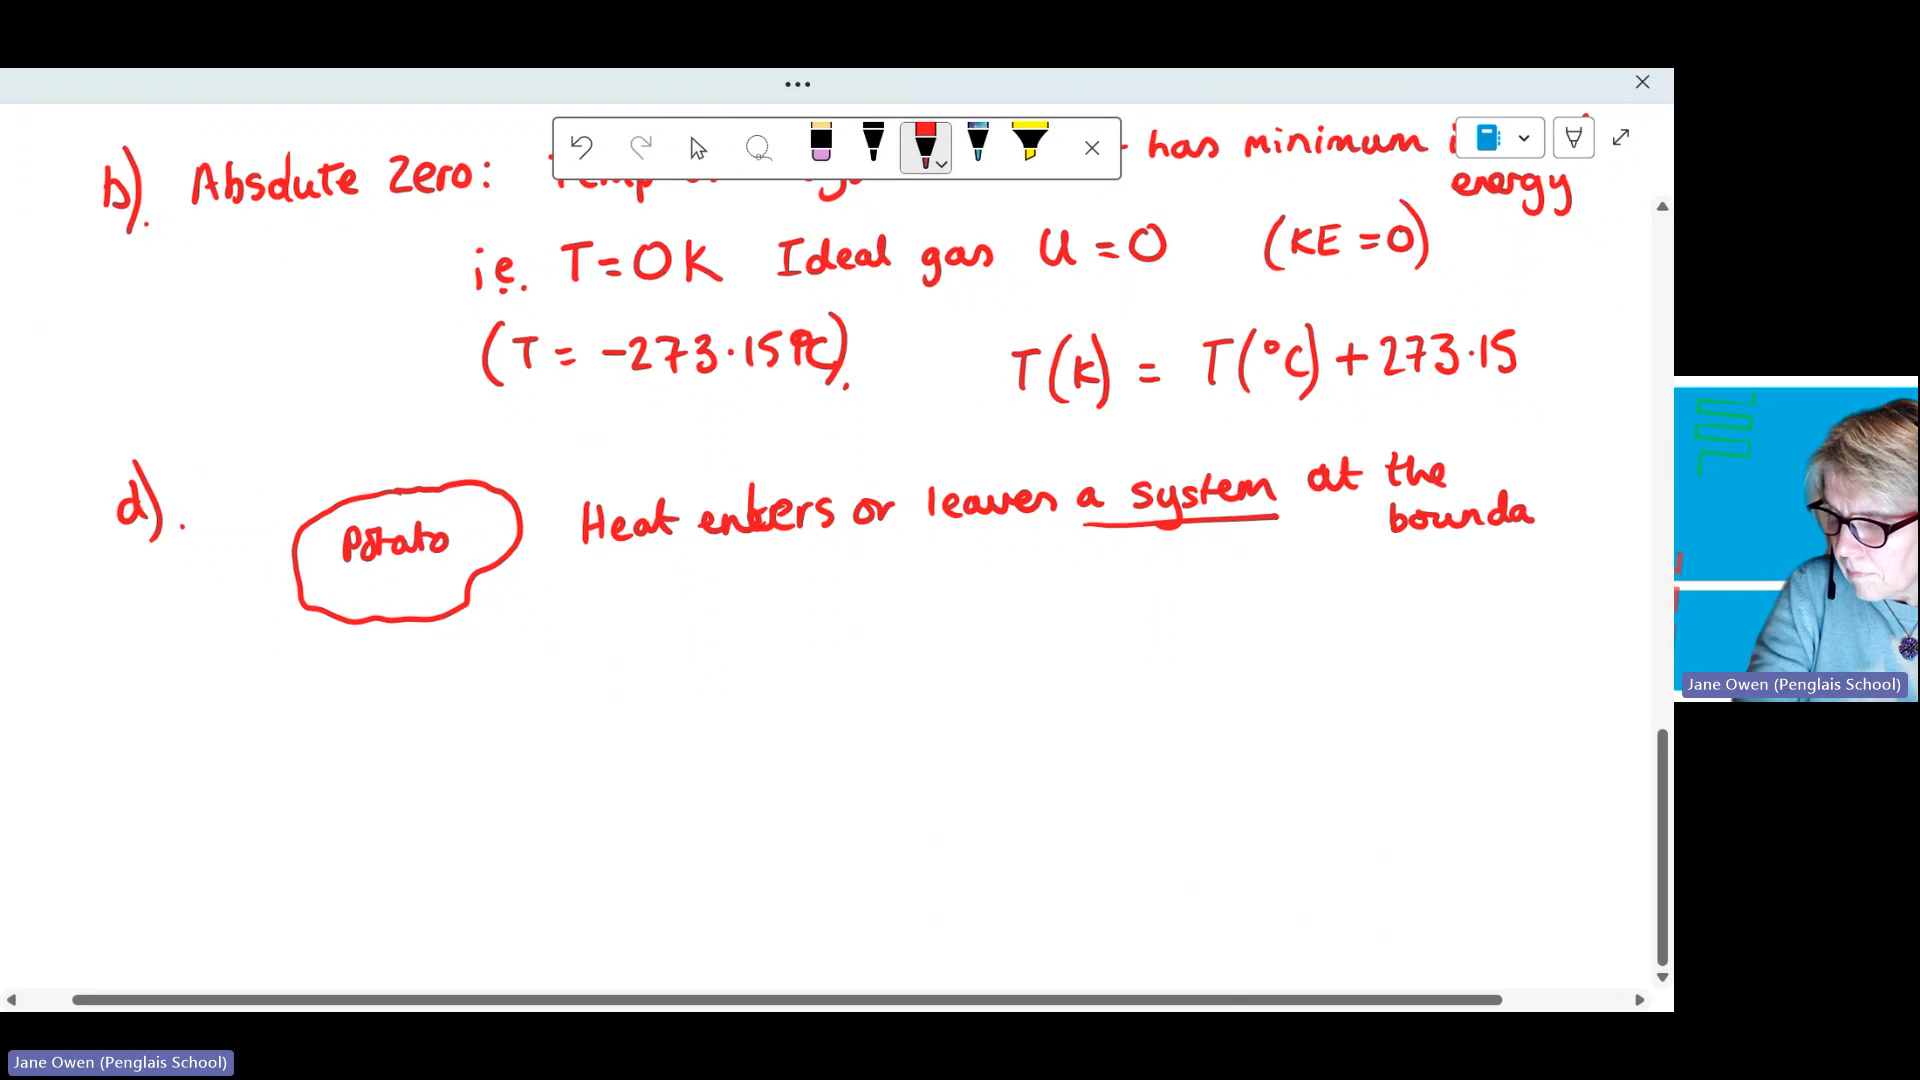 has minimum
b). Absolute Zero:
energy
i.e. T=0K Ideal gas U=0 (KE=0)
(T = -273.15°C). T(K) = T(°C) + 273.15
d). Potato Heat enters or leaves a system at the
bounda
Jane Owen (Penglais School)
Jane Owen (Penglais School)